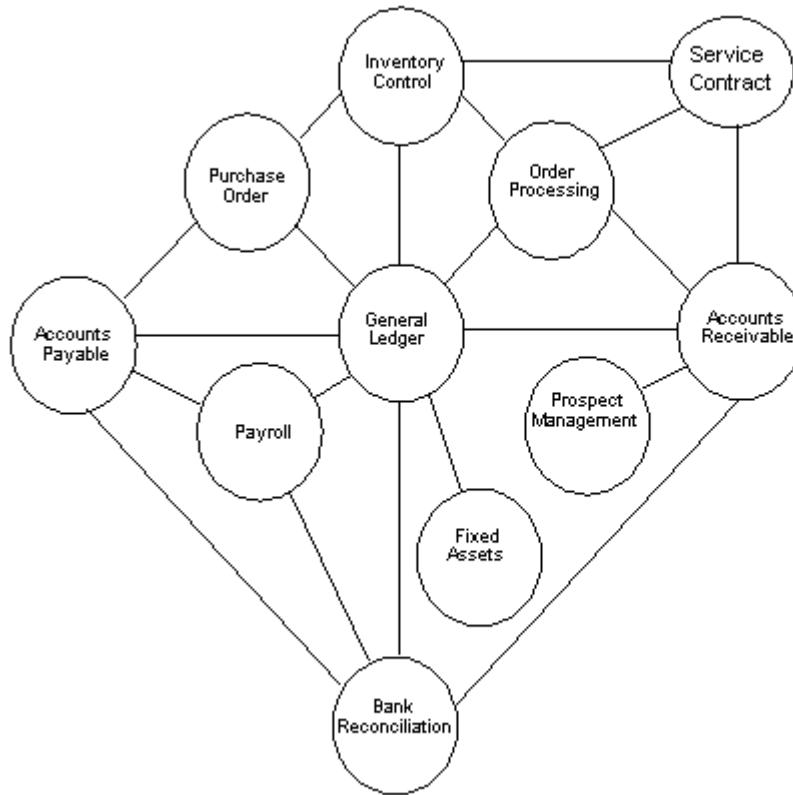 Inventory
Control
Service
Contract
Purchase
Order
Order
Processing
Accounts
Payable
General
Ledger
Accounts
Receivable
Payroll
Prospect
Management
Fixed
Assets
Bank
Reconciliation